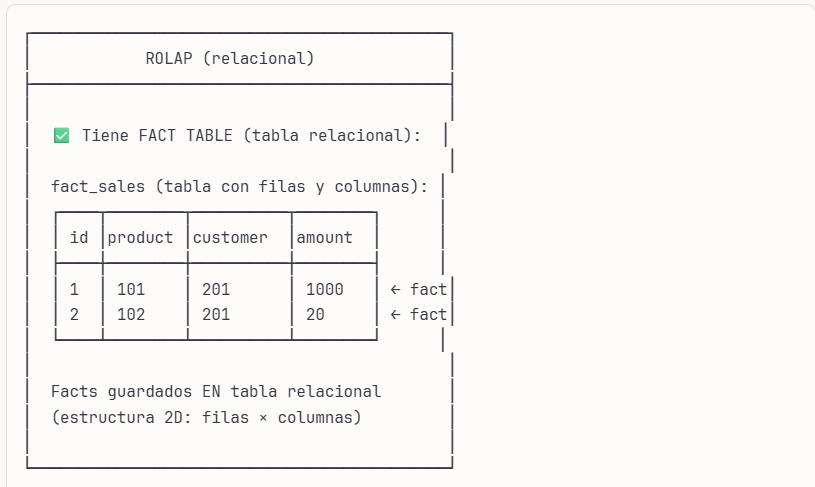 ROLAP (relacional)
✅ Tiene FACT TABLE (tabla relacional):
fact_sales (tabla con filas y columnas):
id product customer amount
1 101 201 1000 ← fact
2 102 201 20 ← fact
Facts guardados EN tabla relacional
(estructura 2D: filas × columnas)